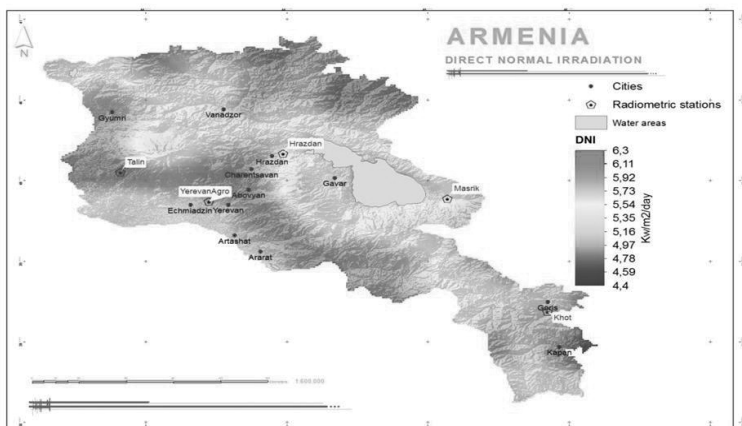 ARMENIA
DIRECT NORMAL IRRADIATION
N
Cities
Radiometric stations
Water areas
DNI
6,3
6,11
5,92
5,73
5,54
5,35
5,16
4,97
4,78
4,59
4,4
Kw/m2/day
Gyumri
Vanadzor
Hrazdan
Hrazdan
Talin
Charentsavan
Gavar
Masrik
Abovyan
YerevanAgro
Echmiadzin
Yerevan
Artashat
Ararat
Goris
Khot
Kapan